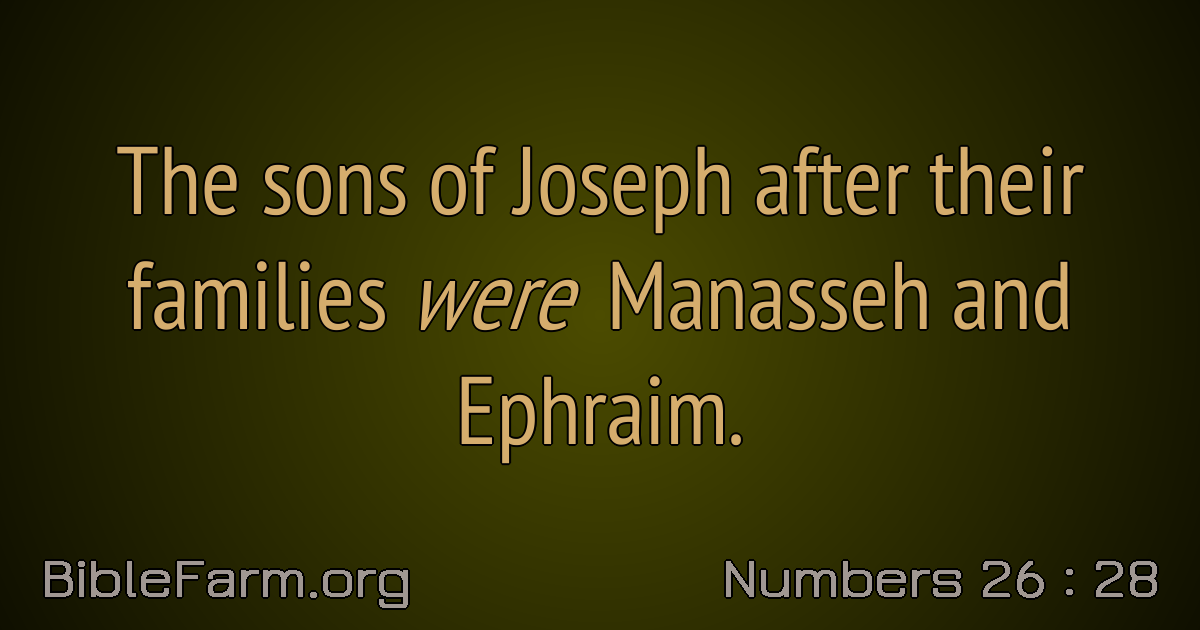 The sons of Joseph after their
families were Manasseh and
Ephraim.
BibleFarm.org
Numbers 26 : 28